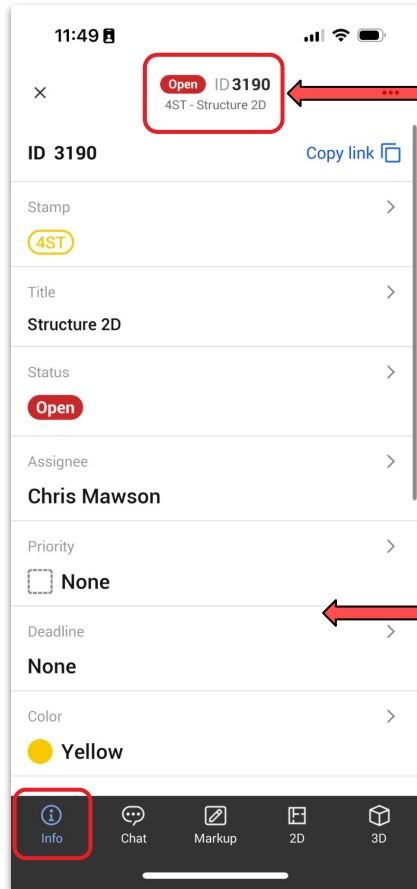 11:49
Open ID 3190
4ST - Structure 2D
ID 3190 Copy link
Stamp
4ST
Title
Structure 2D
Status
Open
Assignee
Chris Mawson
Priority
None
Deadline
None
Color
Yellow
Info Chat Markup 2D 3D